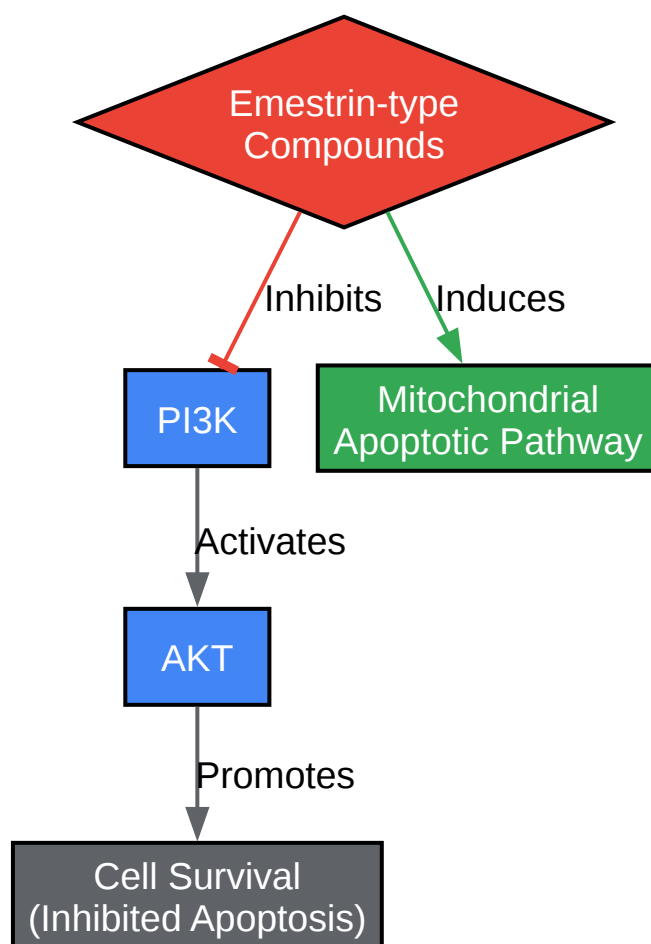 Emestrin-type
Compounds
Inhibits
Induces
PI3K
Mitochondrial
Apoptotic Pathway
Activates
AKT
Promotes
Cell Survival
(Inhibited Apoptosis)